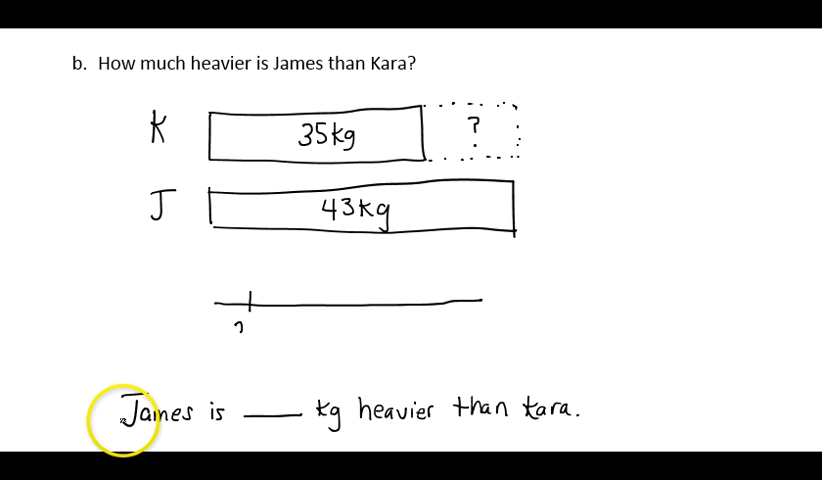 b. How much heavier is James than Kara?
K 35kg ?
J 43kg
James is ___ kg heavier than Kara.